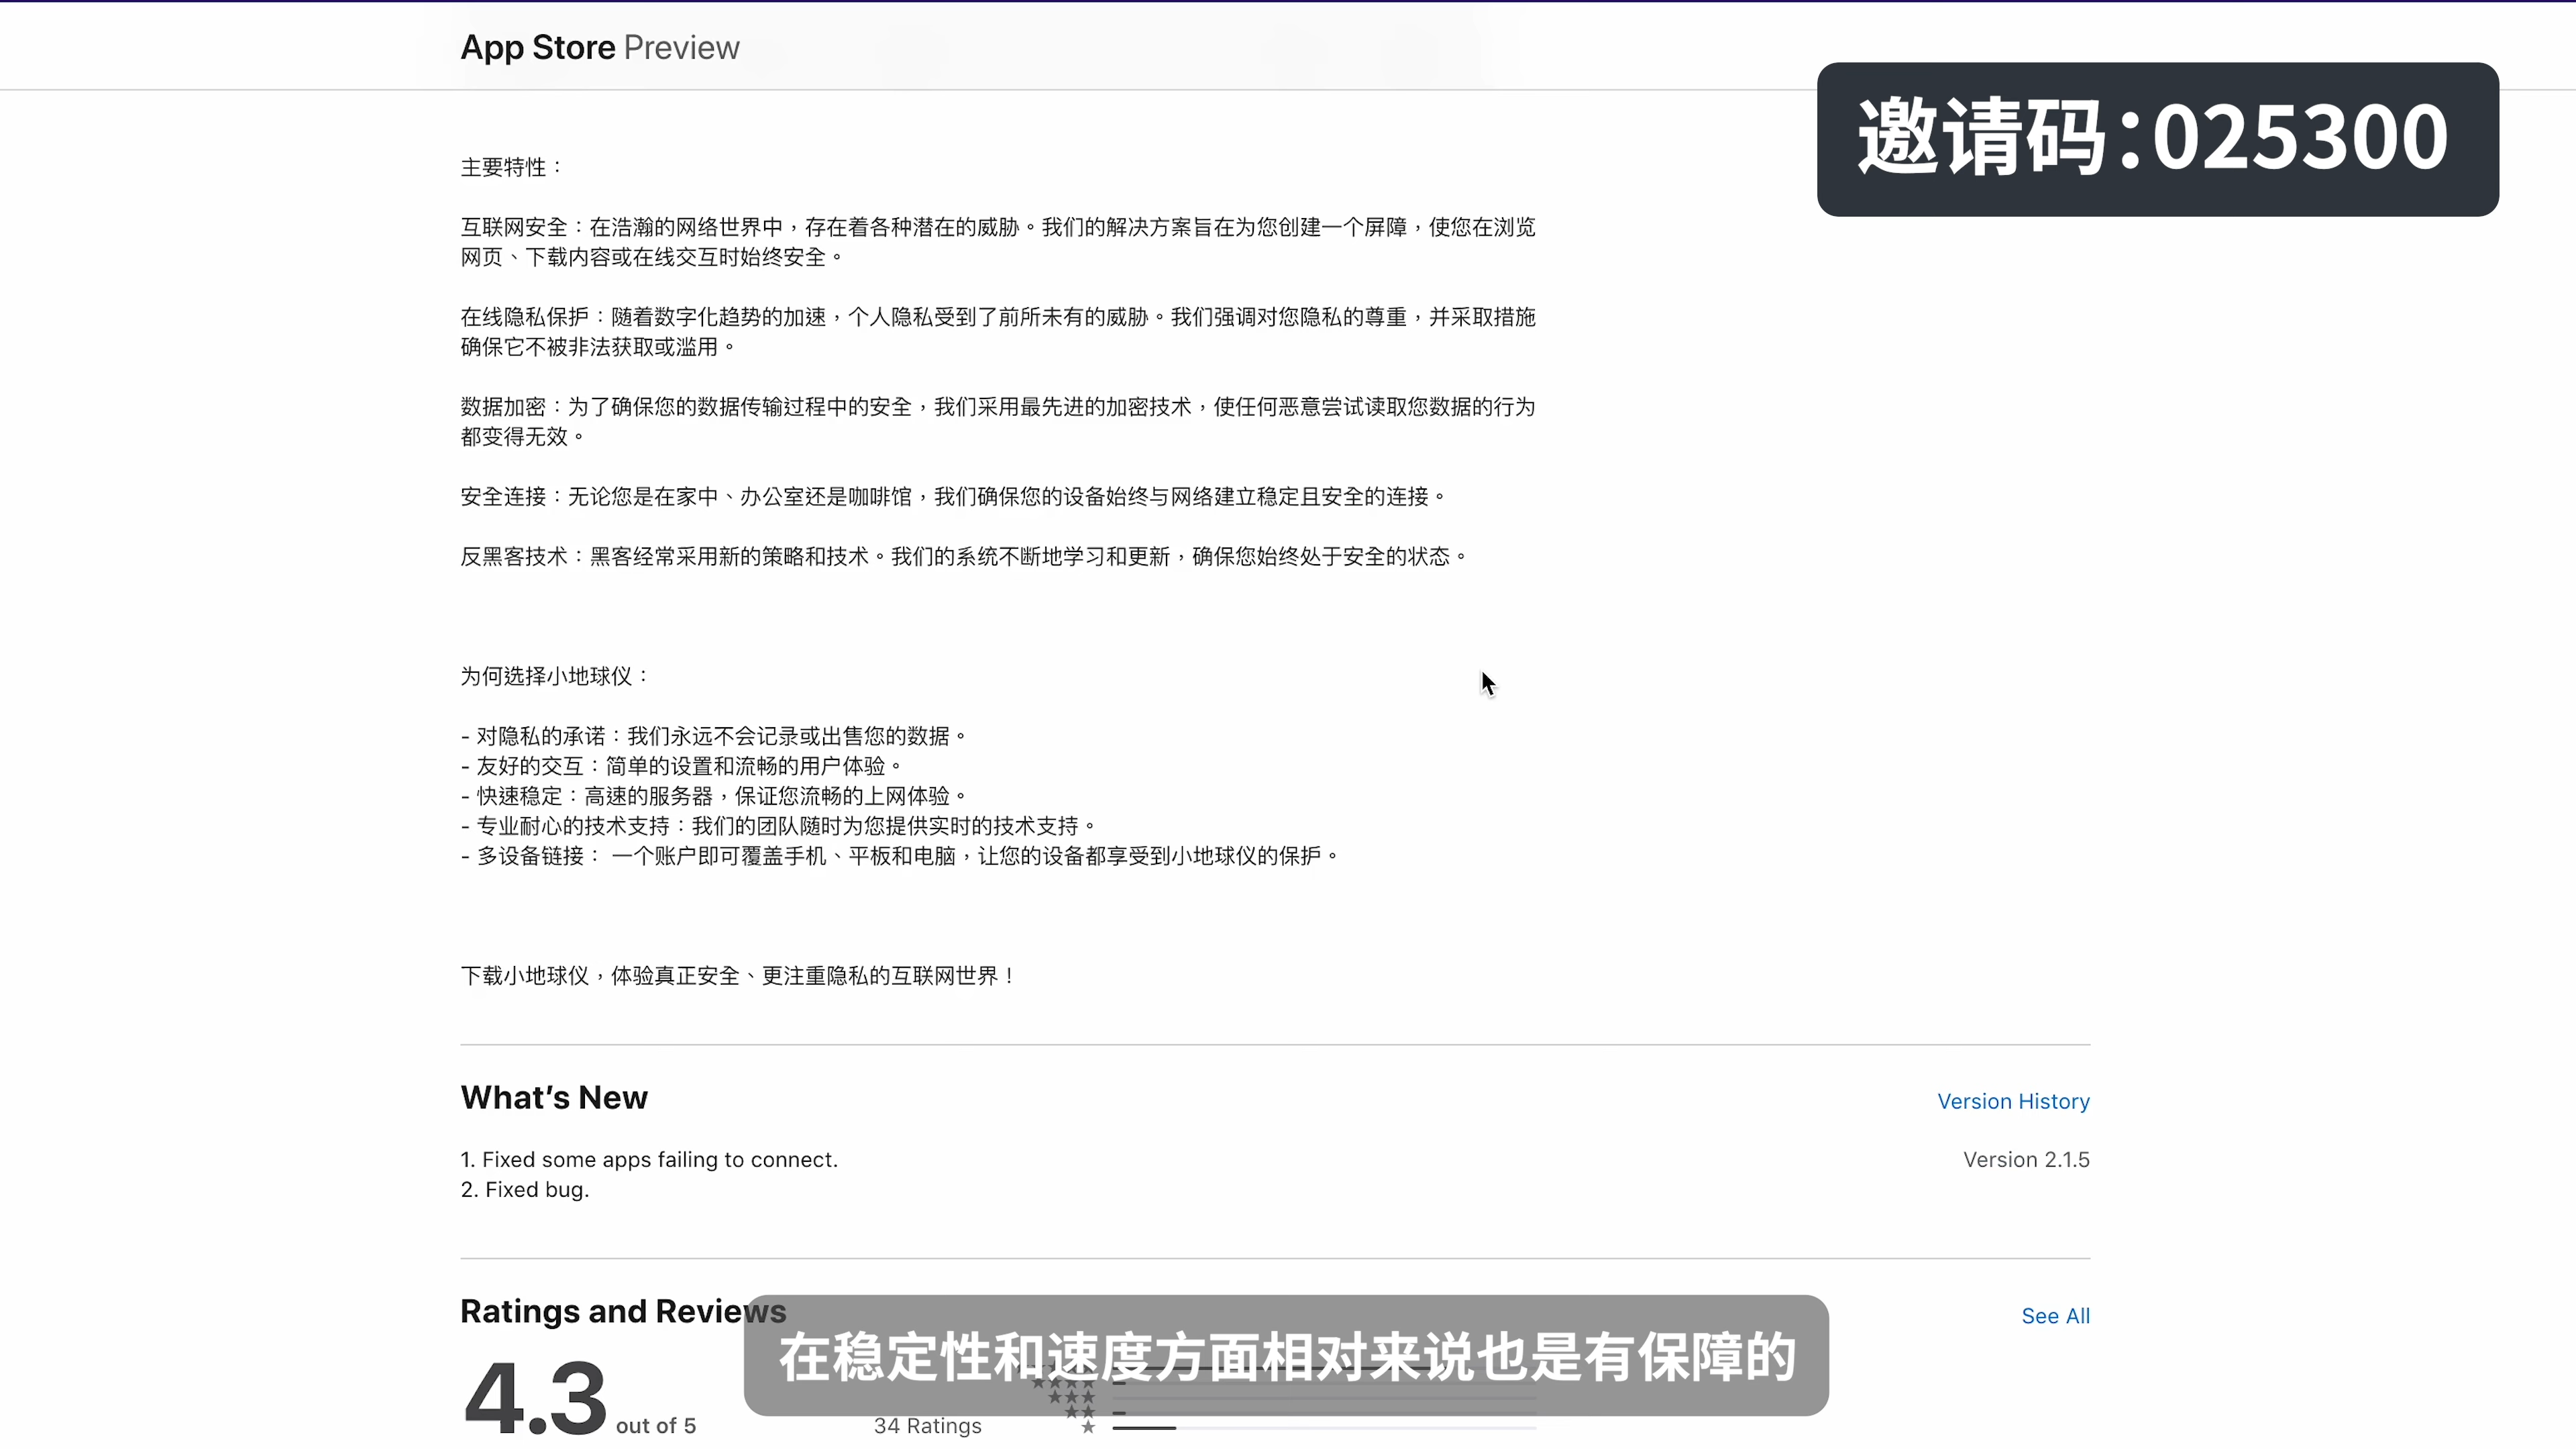 App Store Preview
邀请码:025300
主要特性：
互联网安全：在浩瀚的网络世界中，存在着各种潜在的威胁。我们的解决方案旨在为您创建一个屏障，使您在浏览
网页、下载内容或在线交互时始终安全。
在线隐私保护：随着数字化趋势的加速，个人隐私受到了前所未有的威胁。我们强调对您隐私的尊重，并采取措施
确保它不被非法获取或滥用。
数据加密：为了确保您的数据传输过程中的安全，我们采用最先进的加密技术，使任何恶意尝试读取您数据的行为
都变得无效。
安全连接：无论您是在家中、办公室还是咖啡馆，我们确保您的设备始终与网络建立稳定且安全的连接。
反黑客技术：黑客经常采用新的策略和技术。我们的系统不断地学习和更新，确保您始终处于安全的状态。
为何选择小地球仪：
- 对隐私的承诺：我们永远不会记录或出售您的数据。
- 友好的交互：简单的设置和流畅的用户体验。
- 快速稳定：高速的服务器，保证您流畅的上网体验。
- 专业耐心的技术支持：我们的团队随时为您提供实时的技术支持。
- 多设备链接： 一个账户即可覆盖手机、平板和电脑，让您的设备都享受到小地球仪的保护。
下载小地球仪，体验真正安全、更注重隐私的互联网世界！
What’s New
Version History
1. Fixed some apps failing to connect.
Version 2.1.5
2. Fixed bug.
Ratings and Reviews
See All
在稳定性和速度方面相对来说也是有保障的
4.3 out of 5
34 Ratings